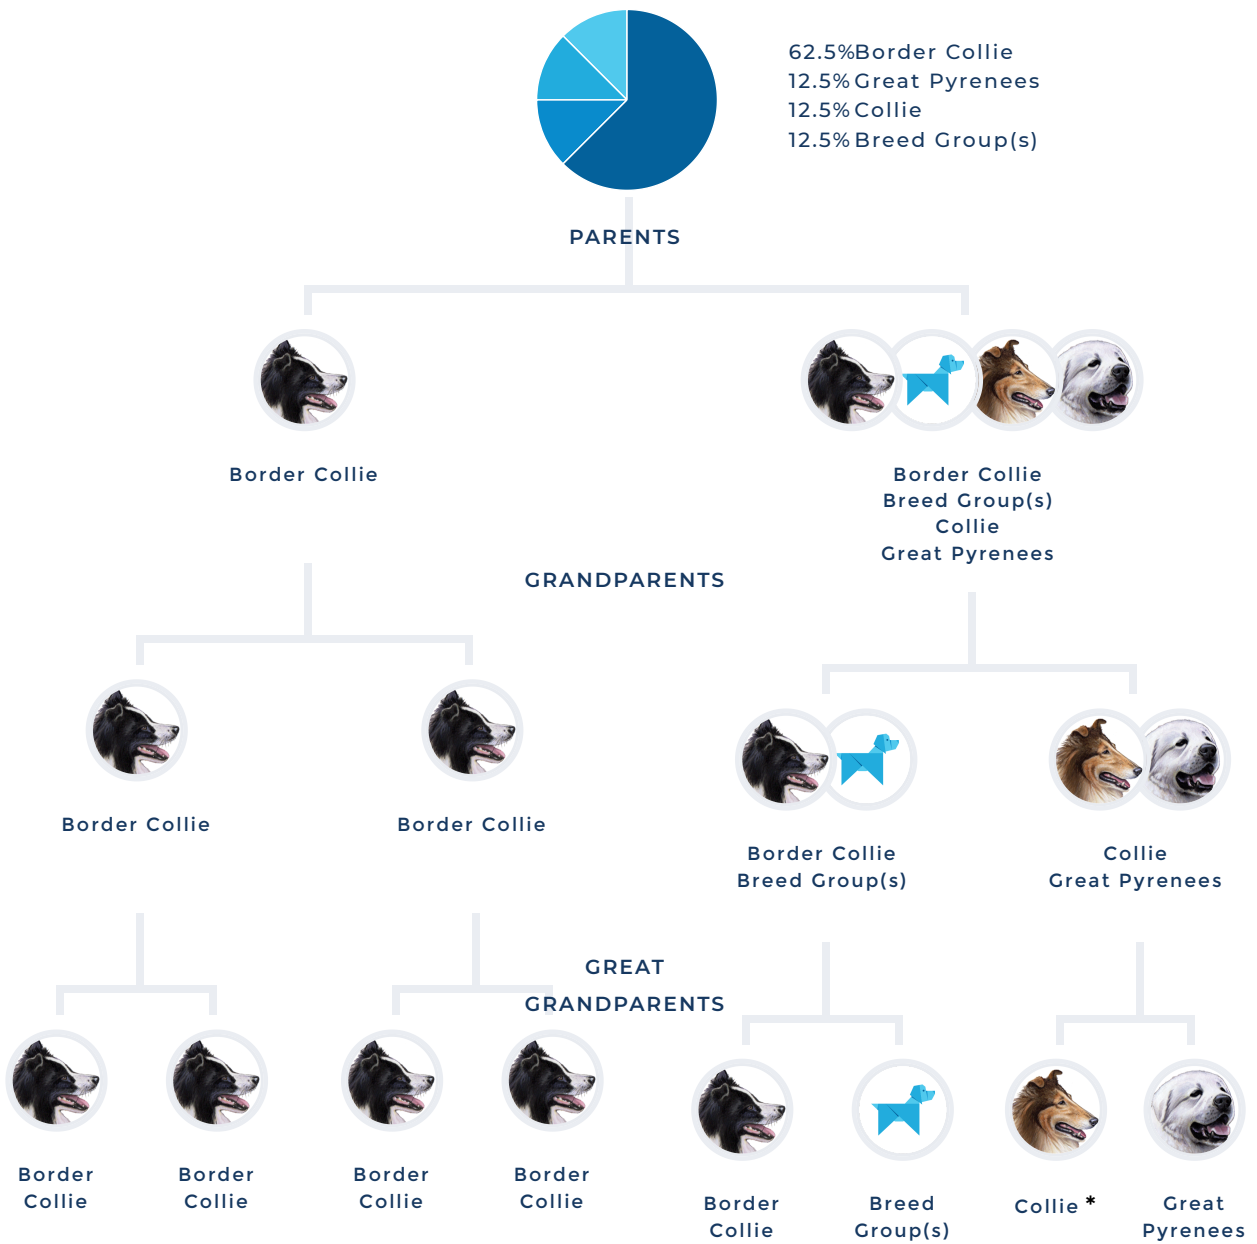 62.5% Border Collie
12.5% Great Pyrenees
12.5% Collie
12.5% Breed Group(s)
PARENTS
Border Collie
Border Collie
Breed Group(s)
Collie
Great Pyrenees
GRANDPARENTS
Border Collie
Border Collie
Border Collie
Breed Group(s)
Collie
Great Pyrenees
GREAT
GRANDPARENTS
Border
Collie
Border
Collie
Border
Collie
Border
Collie
Border
Collie
Breed
Group(s)
Collie *
Great
Pyrenees